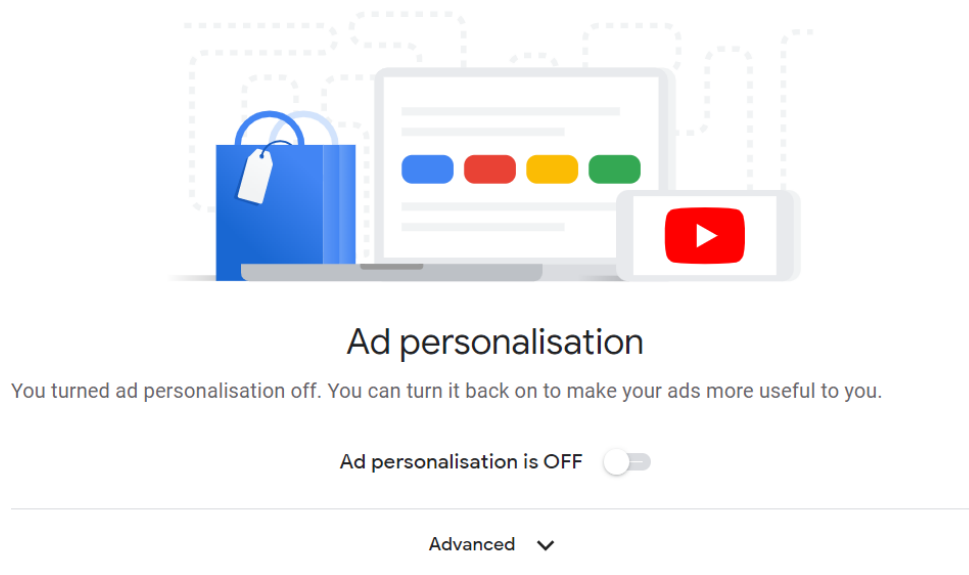 Ad personalisation
You turned ad personalisation off. You can turn it back on to make your ads more useful to you.
Ad personalisation is OFF
Advanced